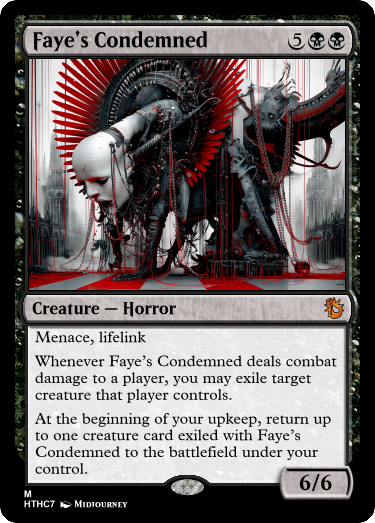 Faye's Condemned 5
Creature — Horror
Menace, lifelink
Whenever Faye's Condemned deals combat
damage to a player, you may exile target
creature that player controls.
At the beginning of your upkeep, return up
to one creature card exiled with Faye's
Condemned to the battlefield under your
control.
6/6
M
HTHC7 Midjourney